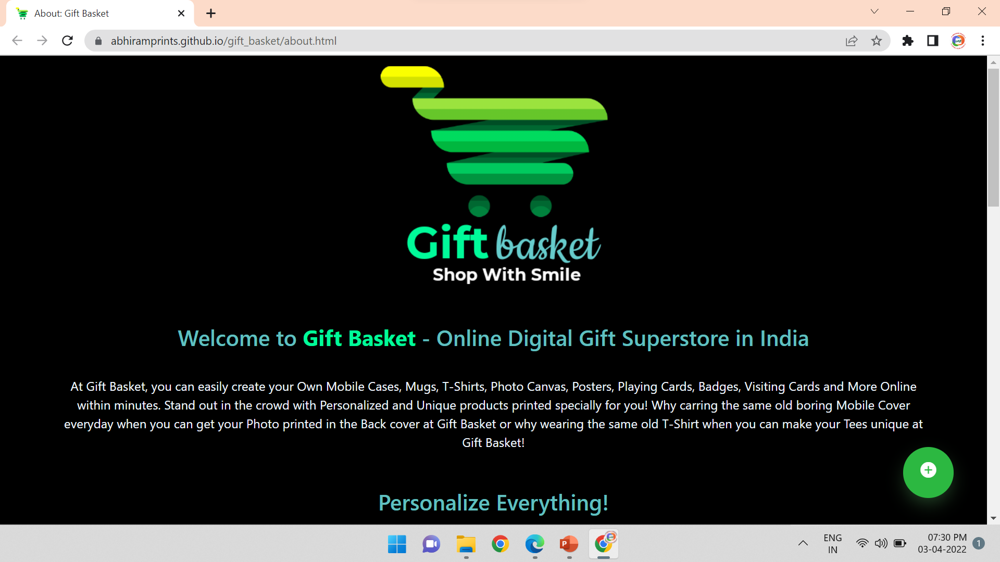 About: Gift Basket
abhiramprints.github.io/gift_basket/about.html
Gift basket
Shop With Smile
Welcome to Gift Basket - Online Digital Gift Superstore in India
At Gift Basket, you can easily create your Own Mobile Cases, Mugs, T-Shirts, Photo Canvas, Posters, Playing Cards, Badges, Visiting Cards and More Online
within minutes. Stand out in the crowd with Personalized and Unique products printed specially for you! Why carring the same old boring Mobile Cover
everyday when you can get your Photo printed in the Back cover at Gift Basket or why wearing the same old T-Shirt when you can make your Tees unique at
Gift Basket!
Personalize Everything!
P
ENG
IN
07:30 PM
03-04-2022
1